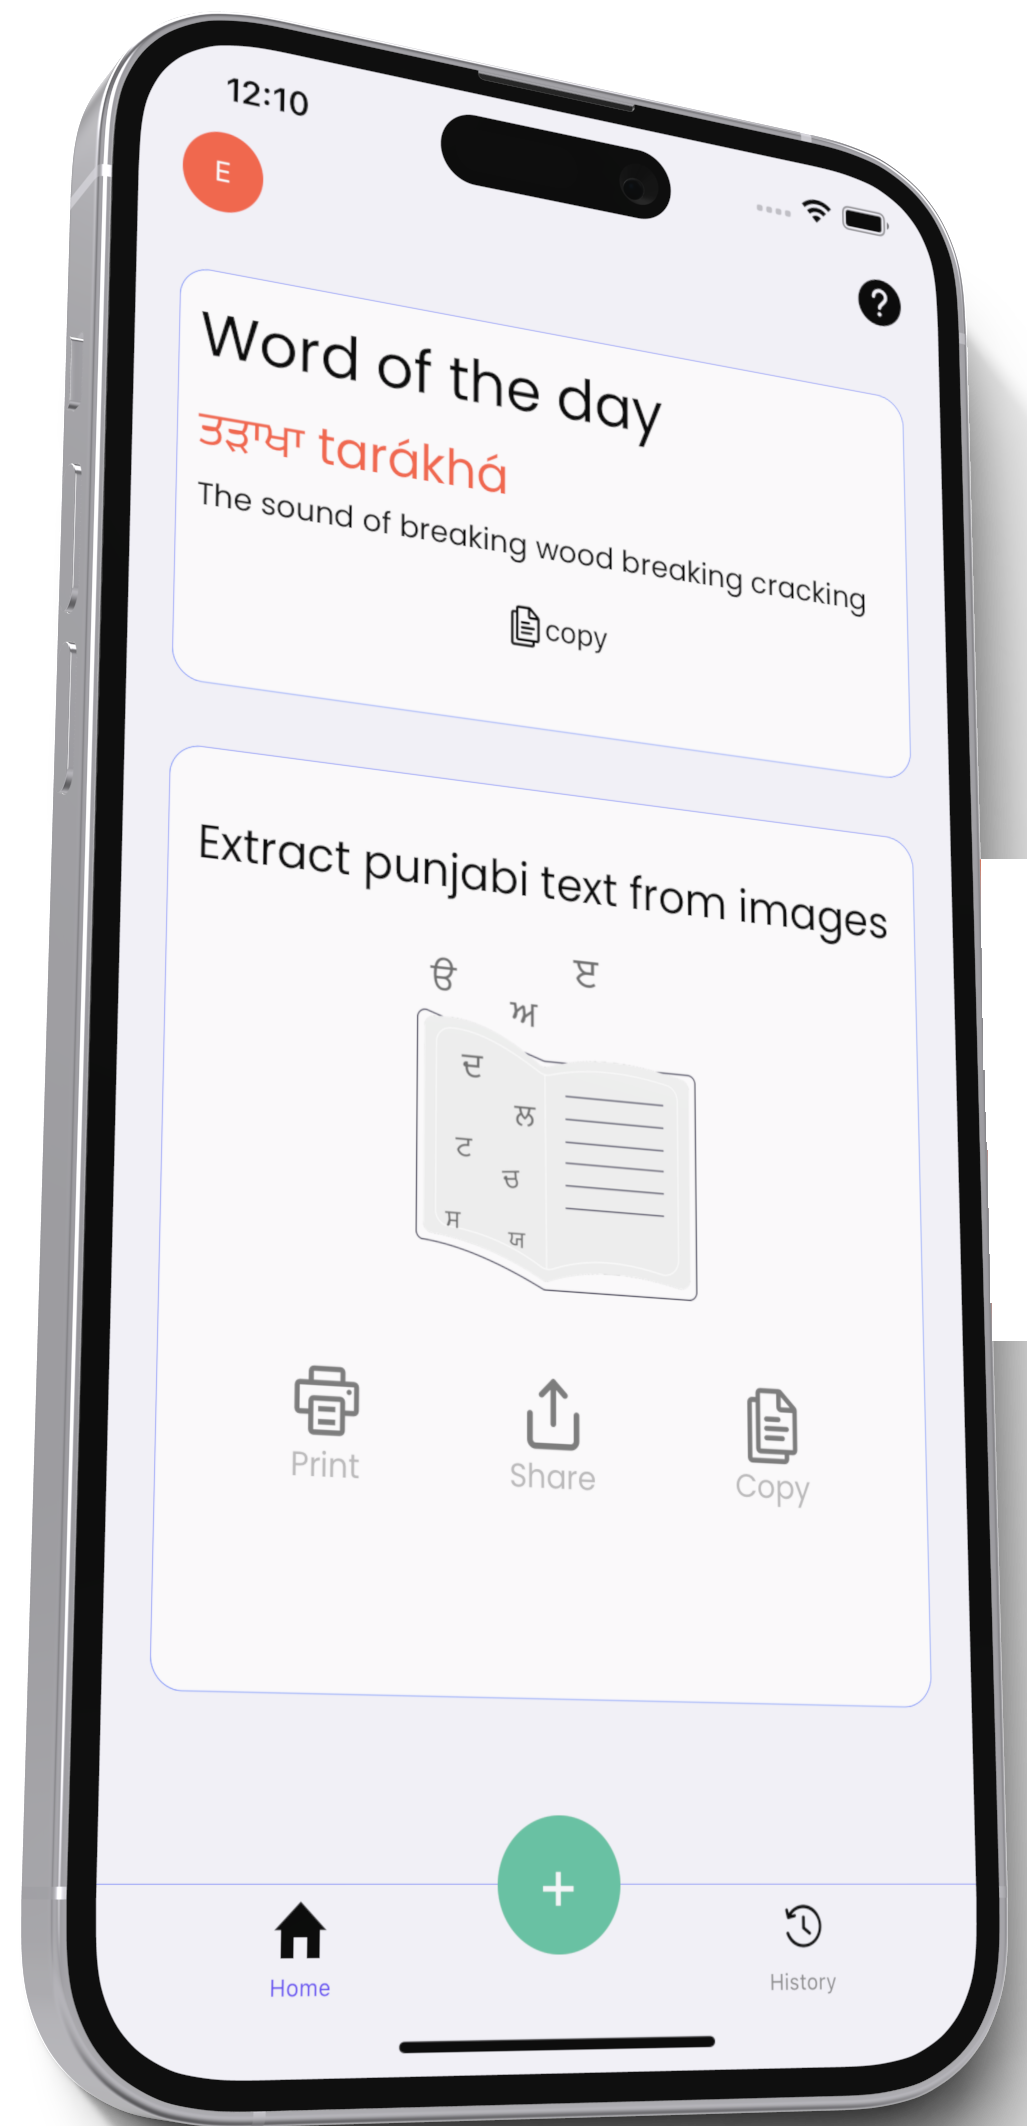 12:10
E
?
Word of the day
ਤੜਾਖਾ tarákhá
The sound of breaking wood breaking cracking
copy
Extract punjabi text from images
ੳ
ੲ
ਅ
ਦ
ਲ
ਟ
ਚ
ਸ
ਯ
Print
Share
Copy
+
Home
History